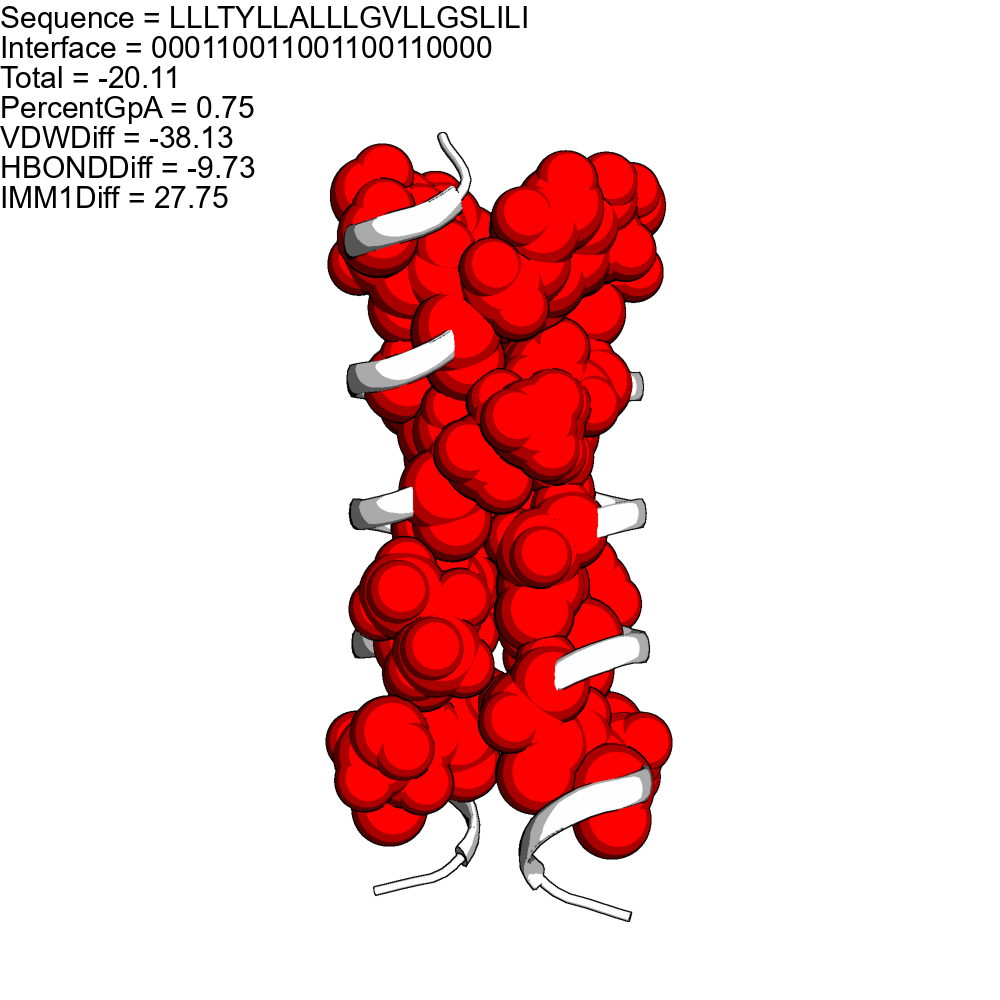 Sequence = LLLTYLLALLLGVLLGSLILI
Interface = 000110011001100110000
Total = -20.11
PercentGpA = 0.75
VDWDiff = -38.13
HBONDDiff = -9.73
IMM1Diff = 27.75